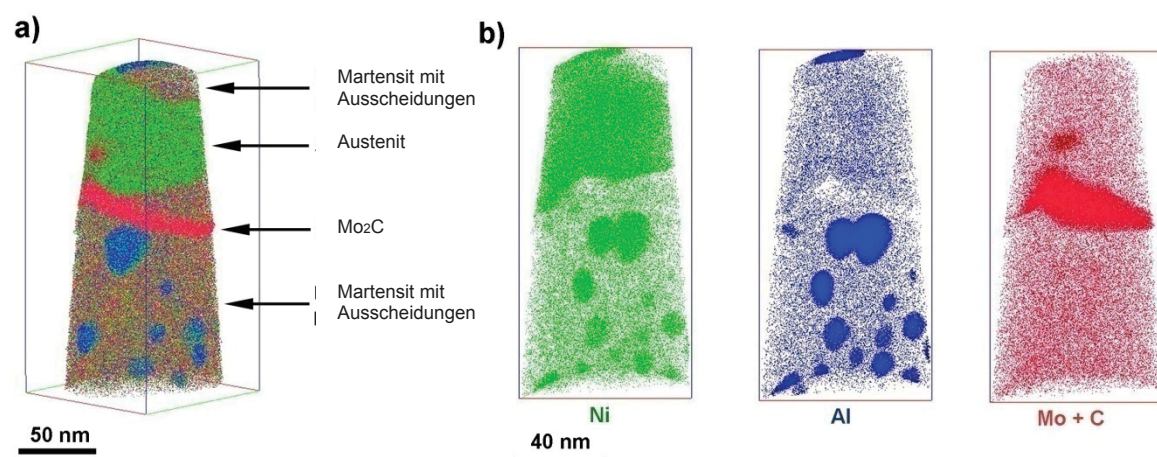 a)
Martensit mit
Ausscheidungen
Austenit
Mo₂C
Martensit mit
Ausscheidungen
50 nm
b)
Ni
Al
Mo + C
40 nm